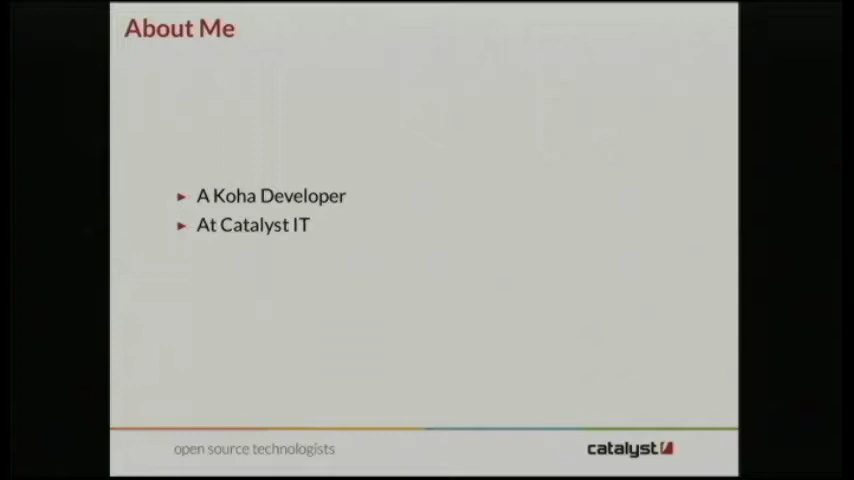 About Me
A Koha Developer
At Catalyst IT
open source technologists
catalyst